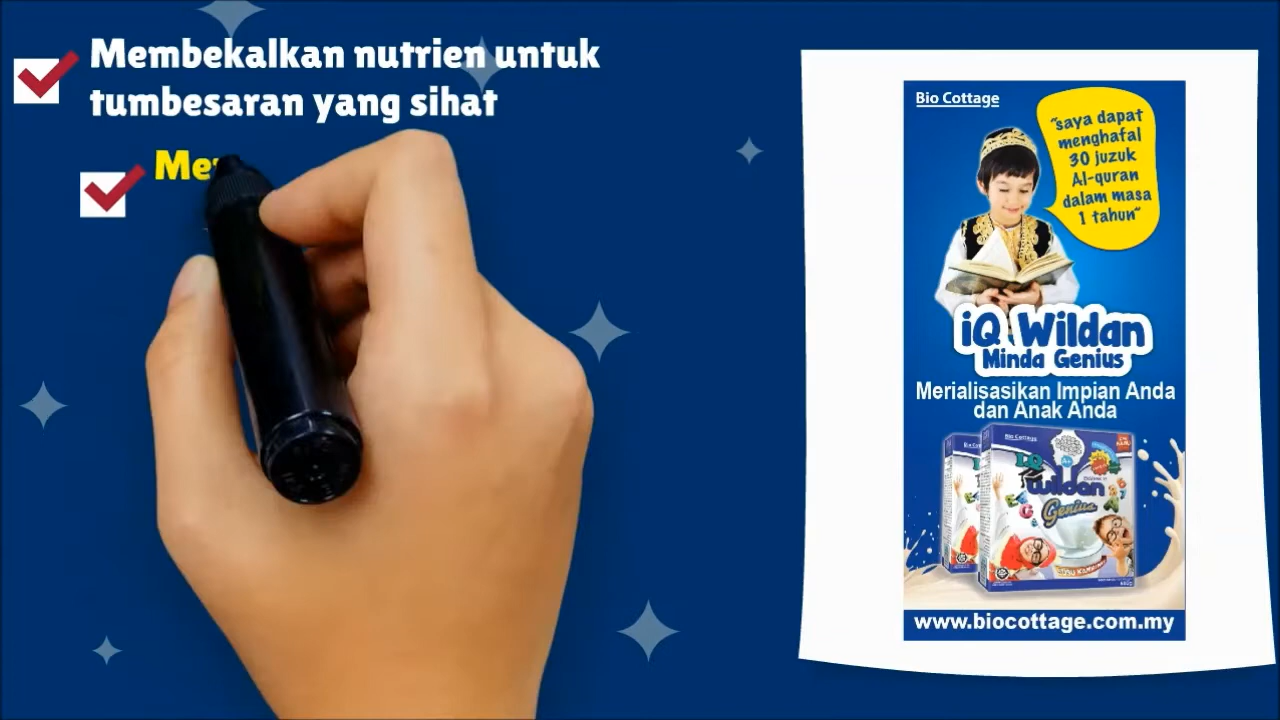 Membekalkan nutrien untuk
tumbesaran yang sihat
Bio Cottage
"saya dapat
menghafal
30 juzuk
Al-quran
dalam masa
1 tahun"
iQ Wildan
Minda Genius
Merialisasikan Impian Anda
dan Anak Anda
Bio Cottage
I.Q
Wildan
Genius
www.biocottage.com.my